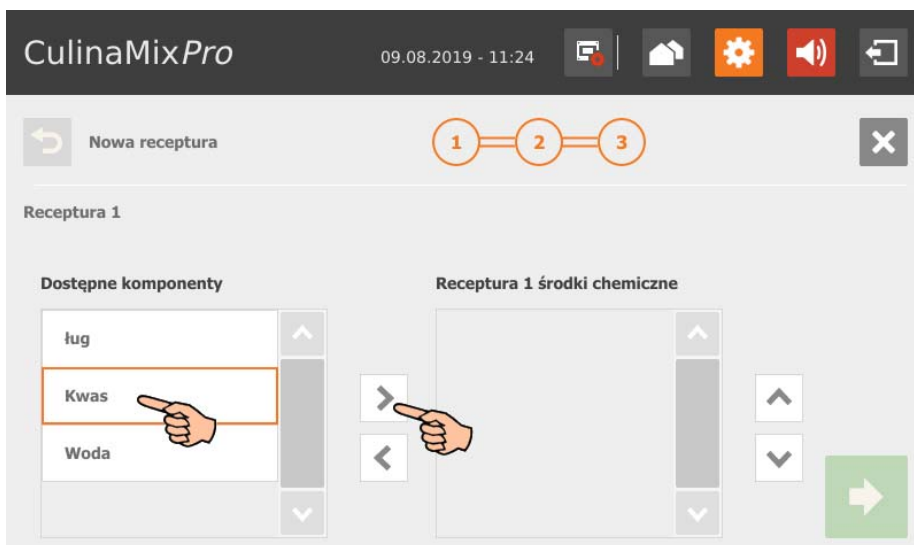 CulinaMixPro
09.08.2019 - 11:24
Nowa receptura
1
2
3
Receptura 1
Dostępne komponenty
Receptura 1 środki chemiczne
ług
Kwas
Woda